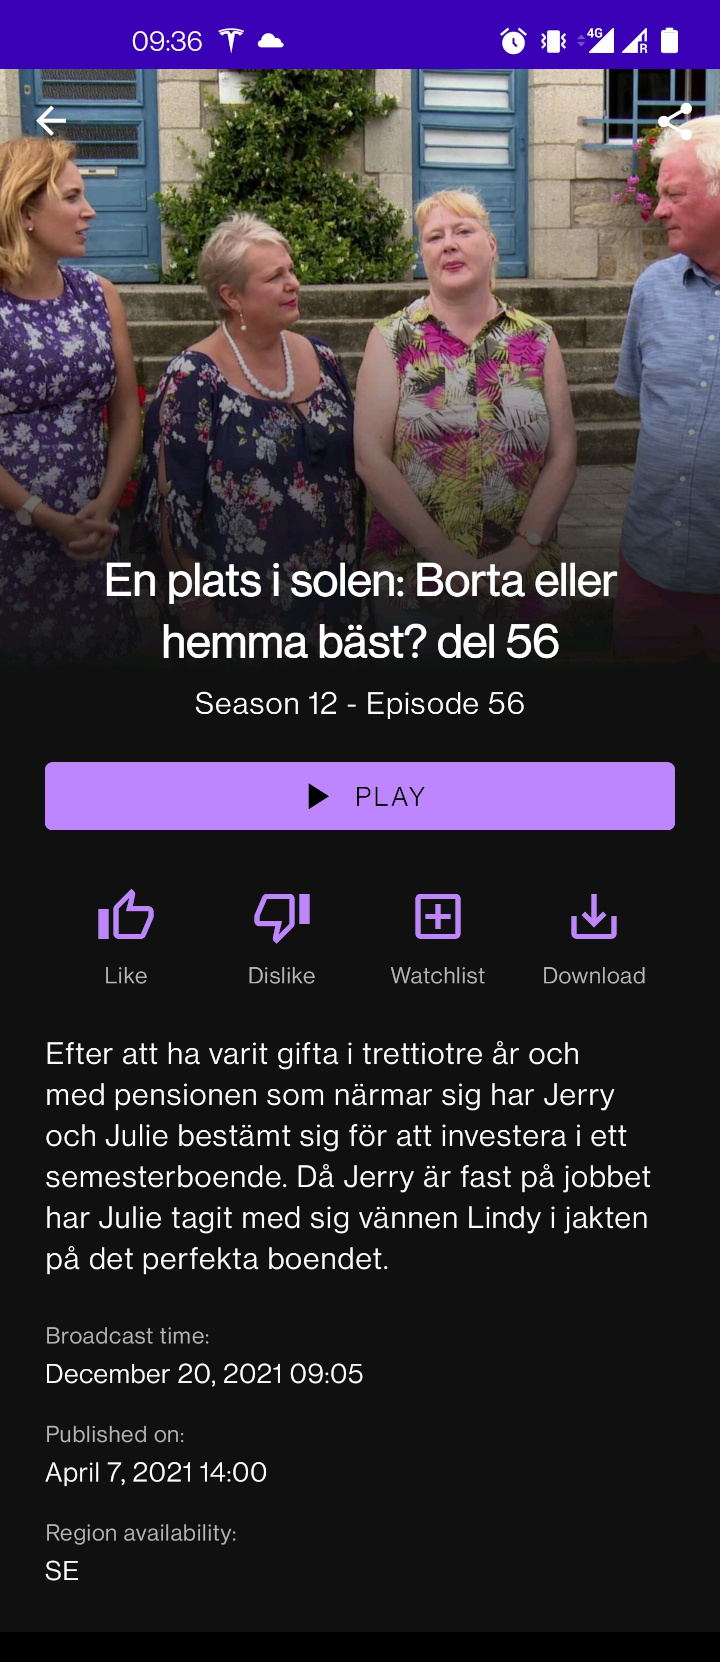 09:36
4G
R
En plats i solen: Borta eller
hemma bäst? del 56
Season 12 - Episode 56
PLAY
Like Dislike Watchlist Download
Efter att ha varit gifta i trettiotre år och
med pensionen som närmar sig har Jerry
och Julie bestämt sig för att investera i ett
semesterboende. Då Jerry är fast på jobbet
har Julie tagit med sig vännen Lindy i jakten
på det perfekta boendet.
Broadcast time:
December 20, 2021 09:05
Published on:
April 7, 2021 14:00
Region availability:
SE